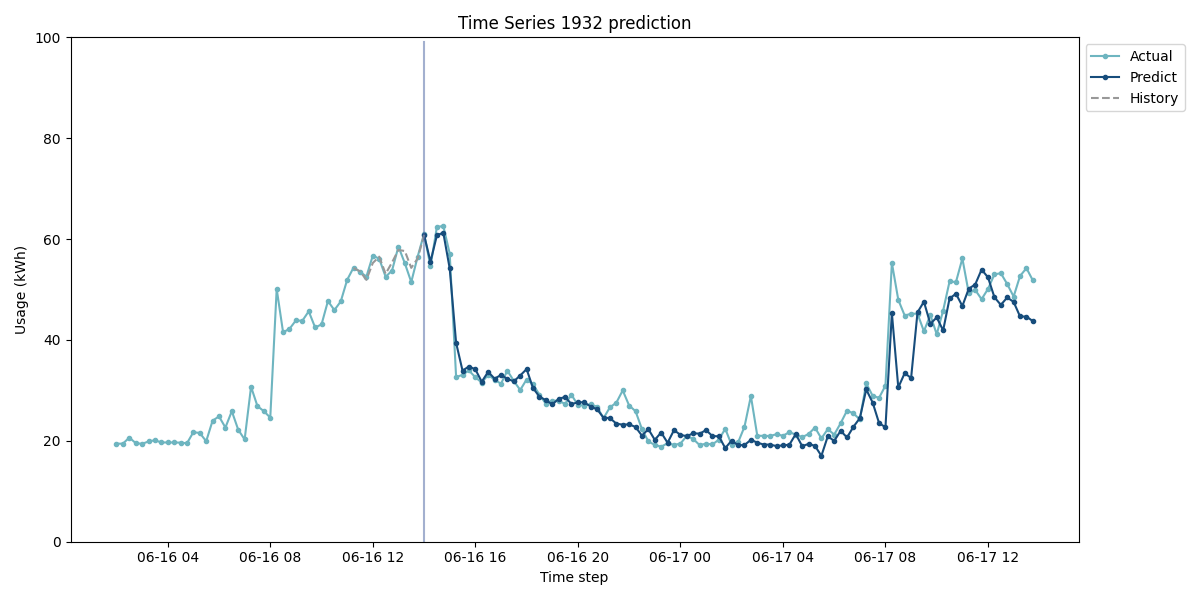 Time Series 1932 prediction
100
80
60
40
20
0
Usage (kWh)
06-16 04
06-16 08
06-16 12
06-16 16
06-16 20
06-17 00
06-17 04
06-17 08
06-17 12
Time step
Actual
Predict
History